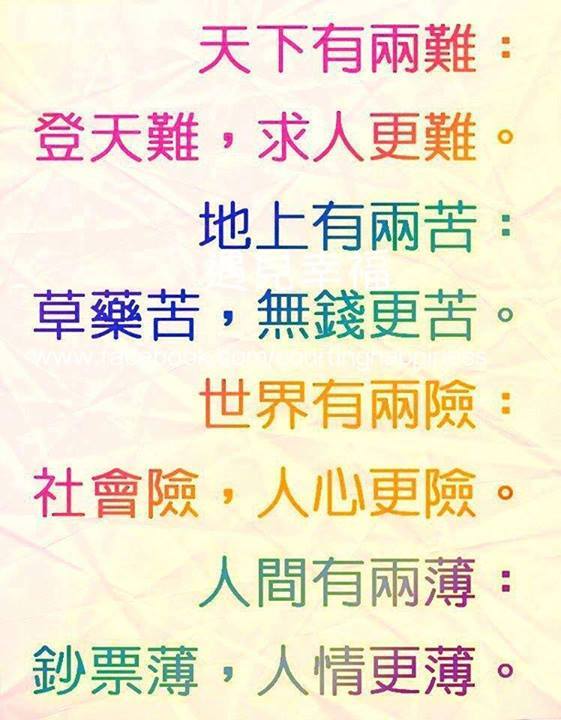 天下有兩難：
登天難，求人更難。
地上有兩苦：
遇見幸福
草藥苦，無錢更苦。
www.facebook.com/courtinghappiness
世界有兩險：
社會險，人心更險。
人間有兩薄：
鈔票薄，人情更薄。